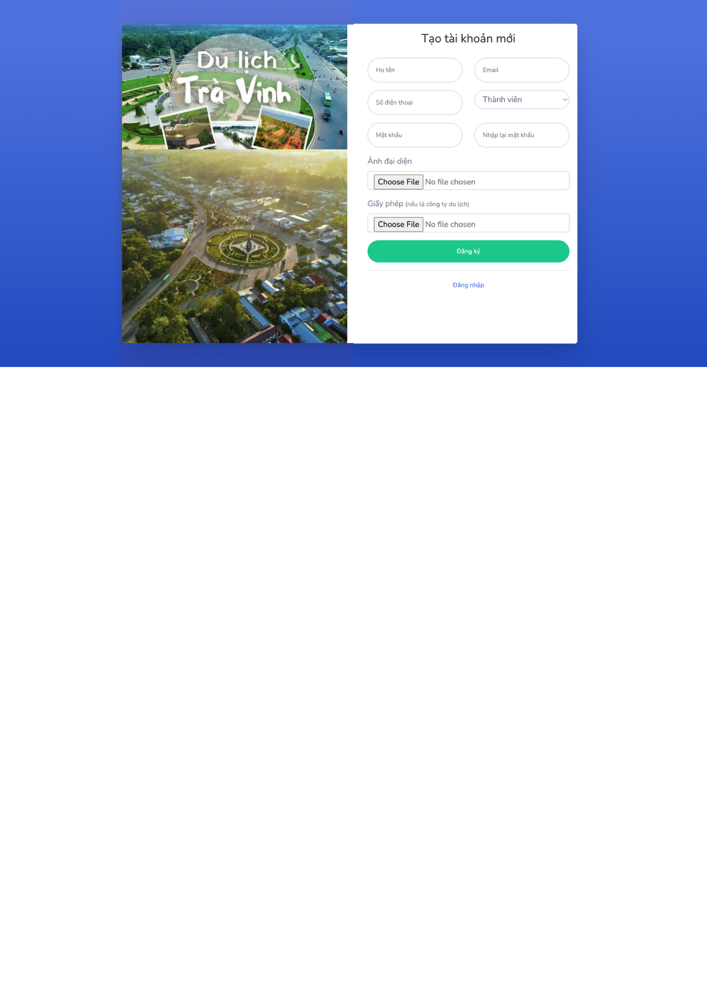 Du lịch
Trà Vinh
Tạo tài khoản mới
Họ tên
Email
Số điện thoại
Thành viên
Mật khẩu
Nhập lại mật khẩu
Ảnh đại diện
Choose File No file chosen
Giấy phép (nếu là công ty du lịch)
Choose File No file chosen
Đăng ký
Đăng nhập